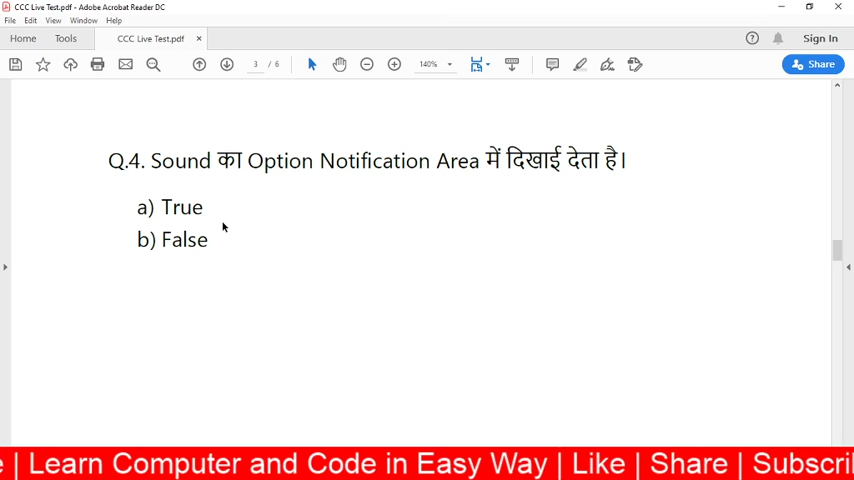 CCC Live Test.pdf - Adobe Acrobat Reader DC
File Edit View Window Help
Home Tools CCC Live Test.pdf × Sign In
3 / 6 140% Share
Q.4. Sound का Option Notification Area में दिखाई देता है।
a) True
b) False
e | Learn Computer and Code in Easy Way | Like | Share | Subscri